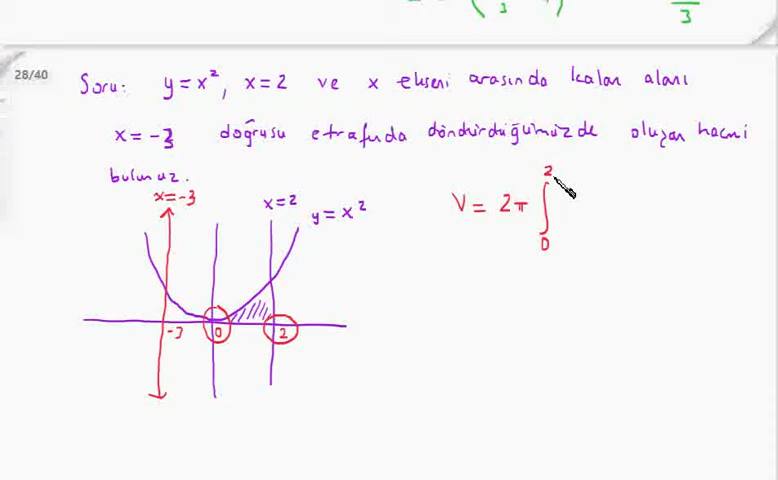 3
3
28/40
Soru: y = x², x = 2 ve x ekseni arasında kalan alanı
x = -3 doğrusu etrafında döndürdüğümüzde oluşan hacmi
bulunuz.
x = -3
x = 2
y = x²
V = 2π ∫
2
0
-3
0
2